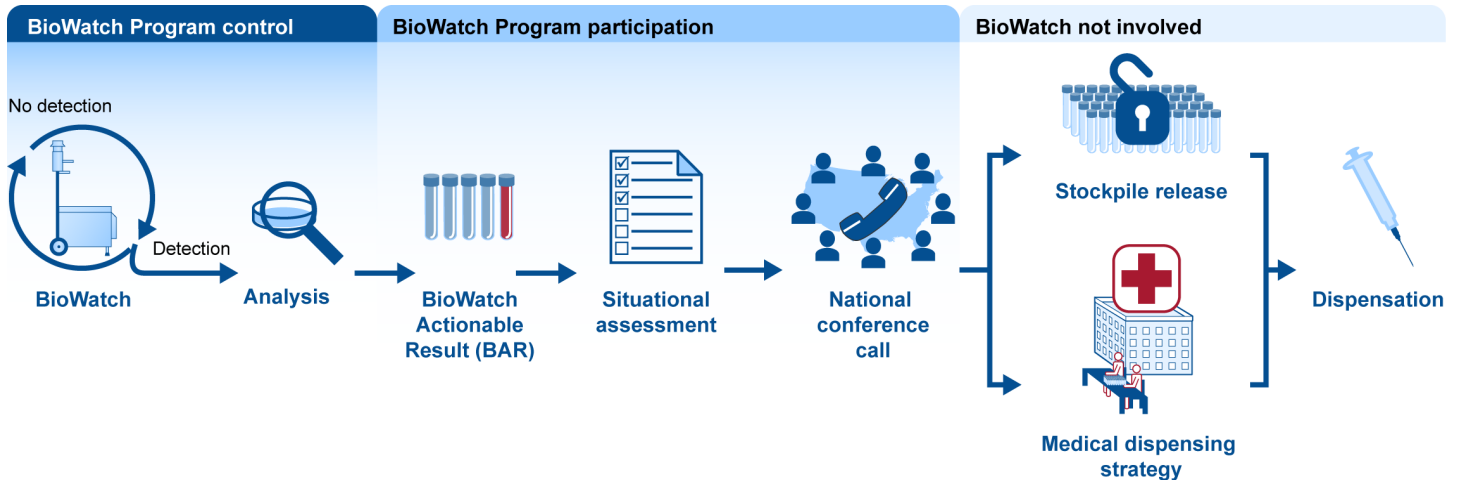 BioWatch Program control
BioWatch Program participation
BioWatch not involved
No detection
Detection
BioWatch
Analysis
BioWatch
Actionable
Result (BAR)
Situational
assessment
National
conference
call
Stockpile release
Medical dispensing
strategy
Dispensation